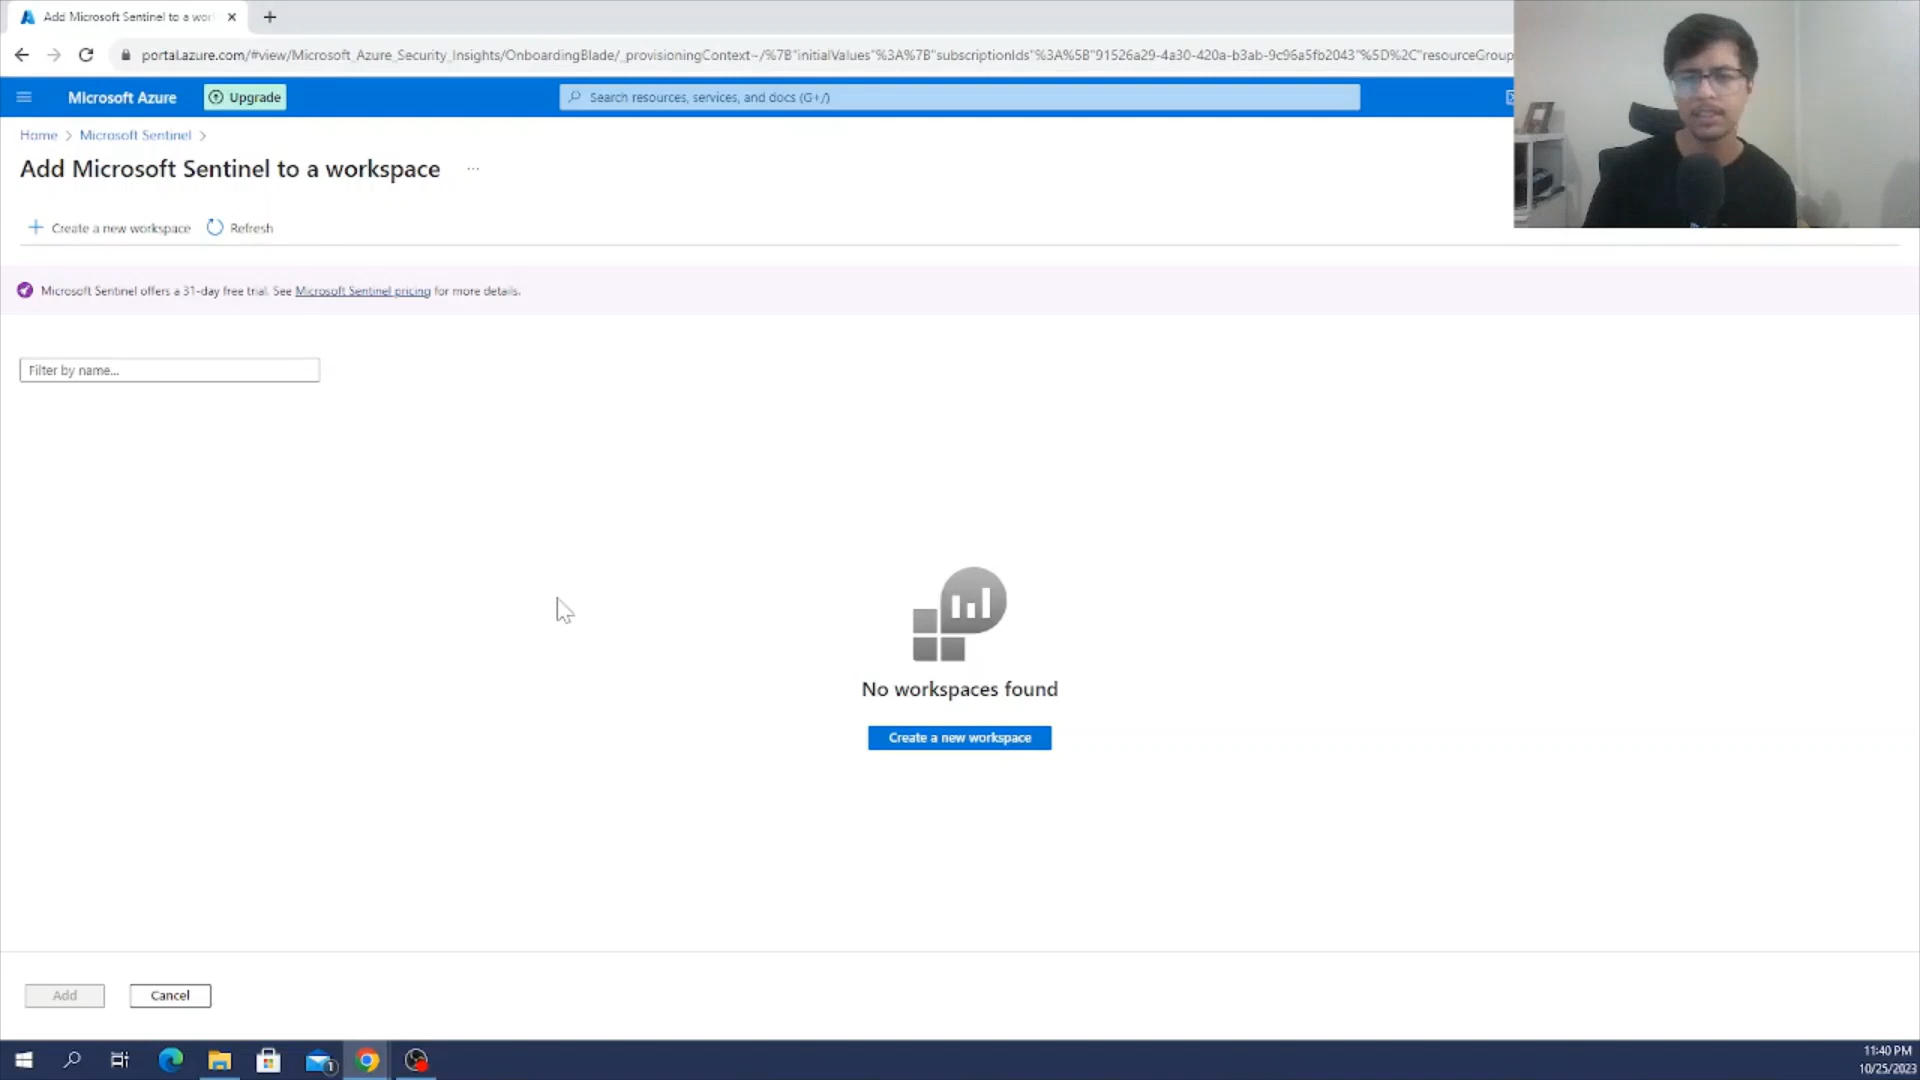 Add Microsoft Sentinel to a wor
portal.azure.com/#view/Microsoft_Azure_Security_Insights/OnboardingBlade/_provisioningContext~/%7B"initialValues"%3A%7B"subscriptionIds"%3A%5B"91526a29-4a30-420a-b3ab-9c96a5fb2043"%5D%2C"resourceGroup
Microsoft Azure
Upgrade
Search resources, services, and docs (G+/)
Home > Microsoft Sentinel >
Add Microsoft Sentinel to a workspace ...
+ Create a new workspace Refresh
Microsoft Sentinel offers a 31-day free trial. See Microsoft Sentinel pricing for more details.
Filter by name...
No workspaces found
Create a new workspace
Add Cancel
1
11:40 PM
10/25/2023